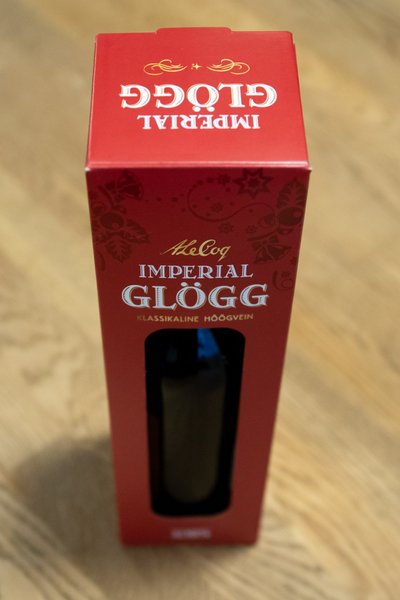 IMPERIAL
GLÖGG
A. Le Coq
IMPERIAL
GLÖGG
KLASSIKALINE HÕÕGVEIN